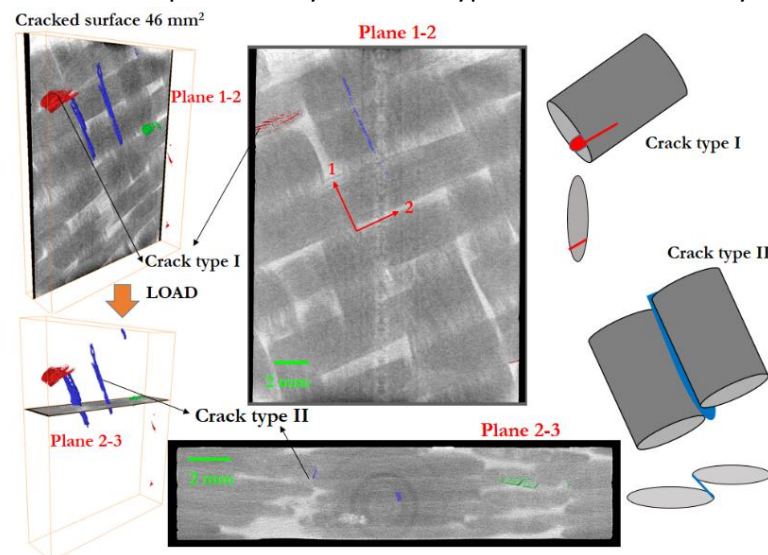 Cracked surface 46 mm²
Plane 1-2
Plane 1-2
1
2
Crack type I
Crack type I
LOAD
2 mm
Crack type II
Crack type II
Plane 2-3
Plane 2-3
2 mm